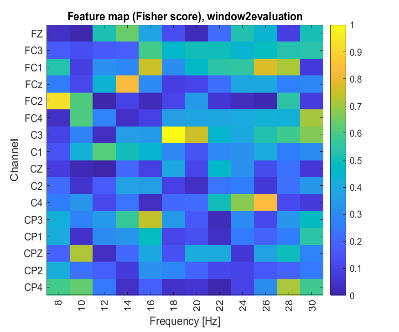 Feature map (Fisher score), window2evaluation
FZ
FC3
FC1
FCz
FC2
FC4
C3
C1
CZ
C2
C4
CP3
CP1
CPZ
CP2
CP4
Channel
8 10 12 14 16 18 20 22 24 26 28 30
Frequency [Hz]
1
0.9
0.8
0.7
0.6
0.5
0.4
0.3
0.2
0.1
0